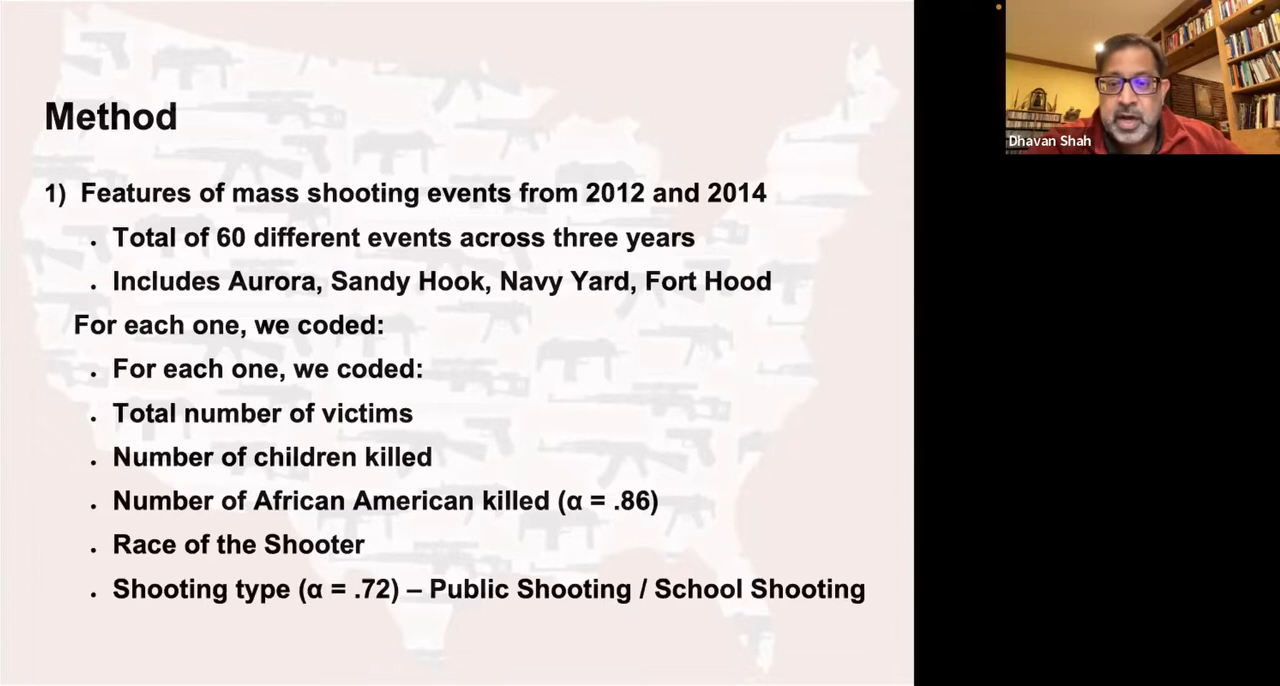 Method
1) Features of mass shooting events from 2012 and 2014
. Total of 60 different events across three years
. Includes Aurora, Sandy Hook, Navy Yard, Fort Hood
For each one, we coded:
. For each one, we coded:
. Total number of victims
. Number of children killed
. Number of African American killed (α = .86)
. Race of the Shooter
. Shooting type (α = .72) – Public Shooting / School Shooting
Dhavan Shah